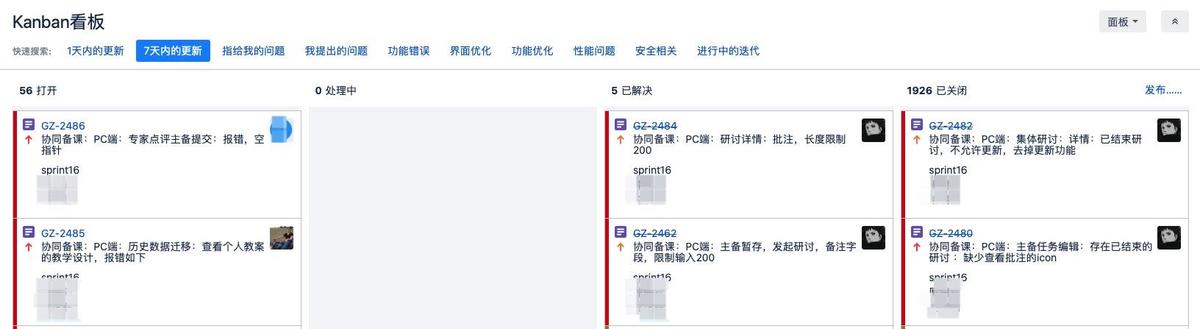 Kanban看板
面板
快速搜索:
1天内的更新
7天内的更新
指给我的问题
我提出的问题
功能错误
界面优化
功能优化
性能问题
安全相关
进行中的迭代
56 打开
0 处理中
5 已解决
1926 已关闭
发布......
GZ-2486
协同备课：PC端：专家点评主备提交：报错，空
指针
sprint16
GZ-2485
协同备课：PC端：历史数据迁移：查看个人教案
的教学设计，报错如下
sprint16
GZ-2484
协同备课：PC端：研讨详情：批注，长度限制
200
sprint16
GZ-2462
协同备课：PC端：主备暂存，发起研讨，备注字
段，限制输入200
sprint16
GZ-2482
协同备课：PC端：集体研讨：详情：已结束研
讨，不允许更新，去掉更新功能
sprint16
GZ-2480
协同备课：PC端：主备任务编辑：存在已结束的
研讨 ：缺少查看批注的icon
sprint16